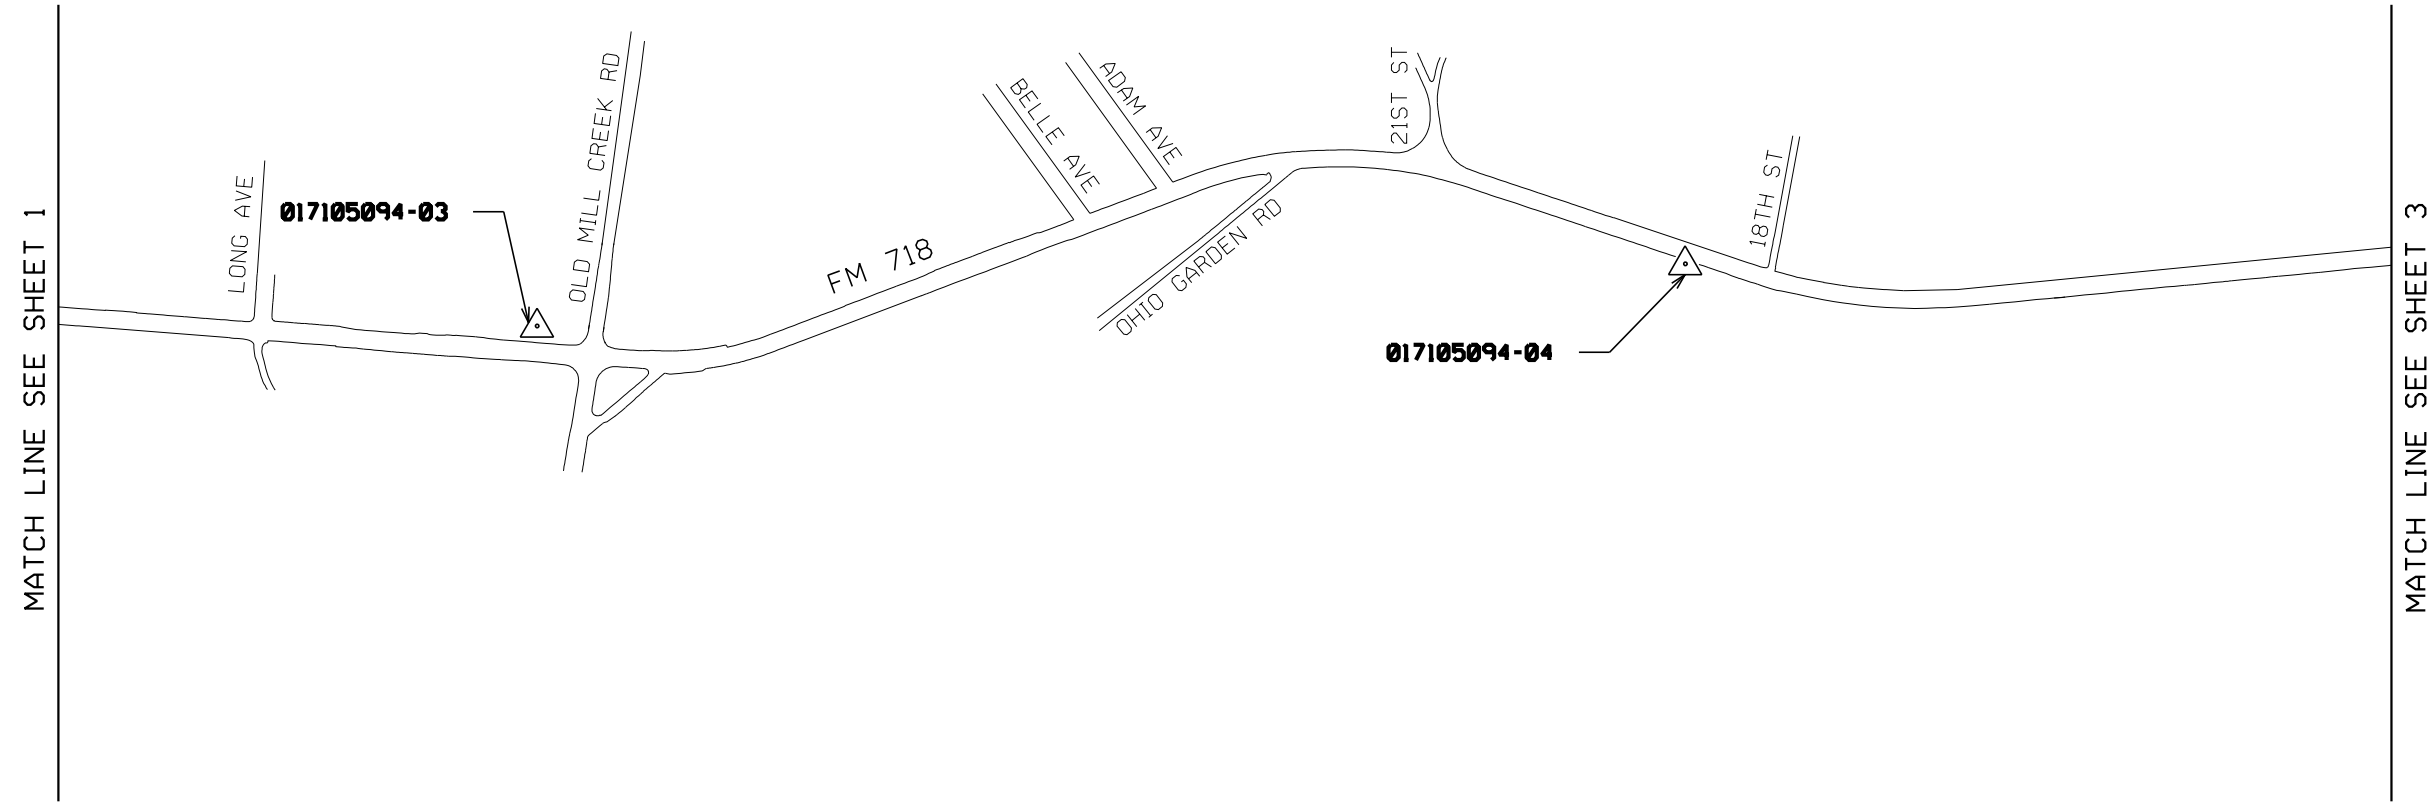 MATCH LINE SEE SHEET 1
LONG AVE
017105094-03
OLD MILL CREEK RD
FM 718
BELLE AVE
ADAM AVE
OHIO GARDEN RD
21ST ST
017105094-04
18TH ST
MATCH LINE SEE SHEET 3